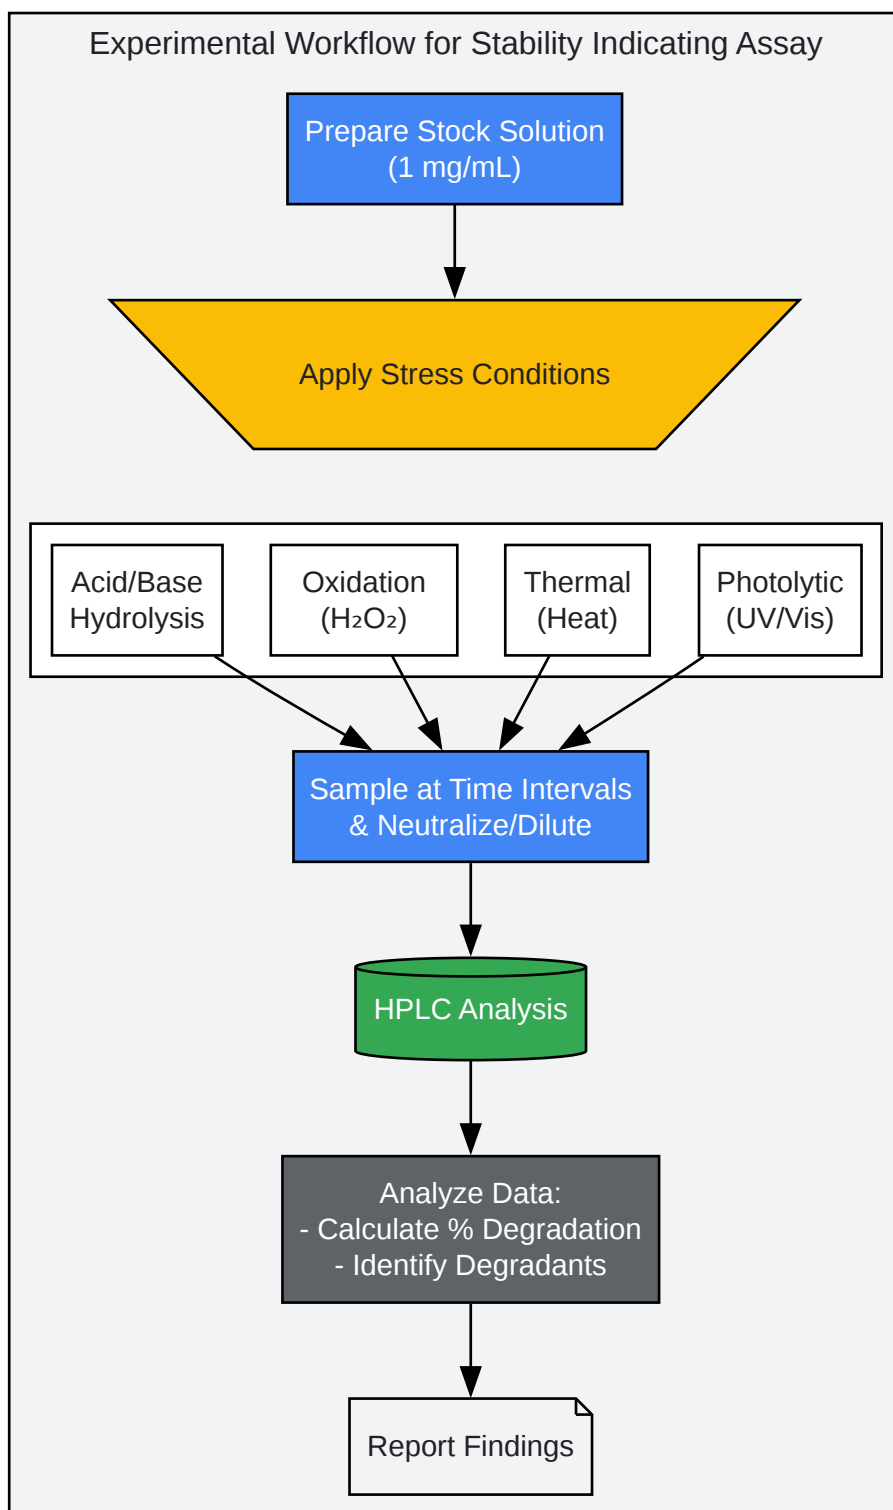 Experimental Workflow for Stability Indicating Assay
Prepare Stock Solution
(1 mg/mL)
Apply Stress Conditions
Acid/Base
Hydrolysis
Oxidation
(H₂O₂)
Thermal
(Heat)
Photolytic
(UV/Vis)
Sample at Time Intervals
& Neutralize/Dilute
HPLC Analysis
Analyze Data:
- Calculate % Degradation
- Identify Degradants
Report Findings